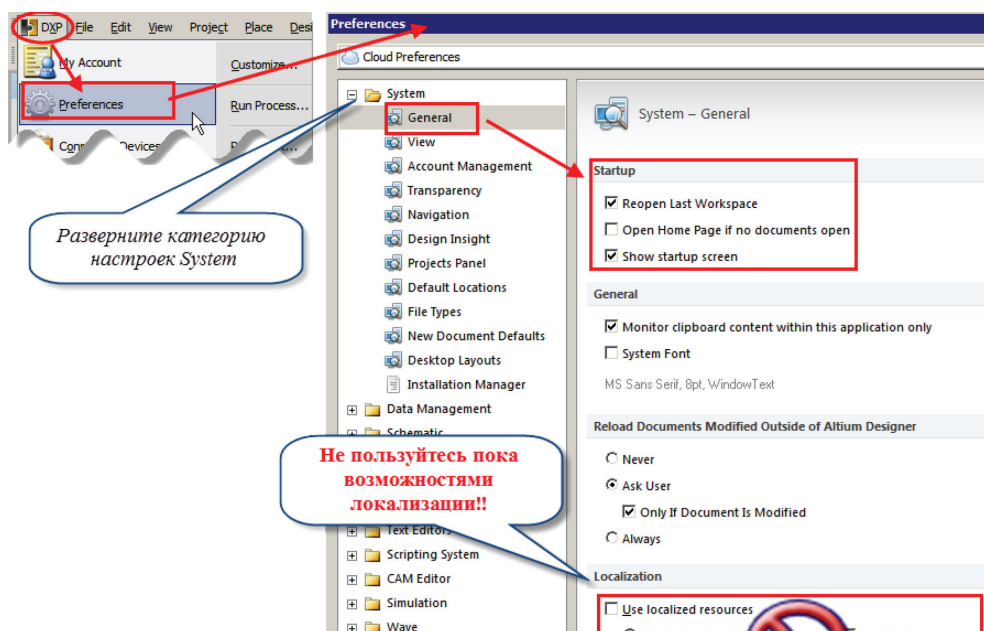 DXP File Edit View Project Place Desi
My Account Customize...
Preferences Run Process...
Devices
Разверните категорию
настроек System
Preferences
Cloud Preferences
System
General
View
Account Management
Transparency
Navigation
Design Insight
Projects Panel
Default Locations
File Types
New Document Defaults
Desktop Layouts
Installation Manager
Data Management
Schematic
Не пользуйтесь пока
возможностями
локализации!!
Text Editors
Scripting System
CAM Editor
Simulation
Wave
System – General
Startup
Reopen Last Workspace
Open Home Page if no documents open
Show startup screen
General
Monitor clipboard content within this application only
System Font
MS Sans Serif, 8pt, WindowText
Reload Documents Modified Outside of Altium Designer
Never
Ask User
Only If Document Is Modified
Always
Localization
Use localized resources